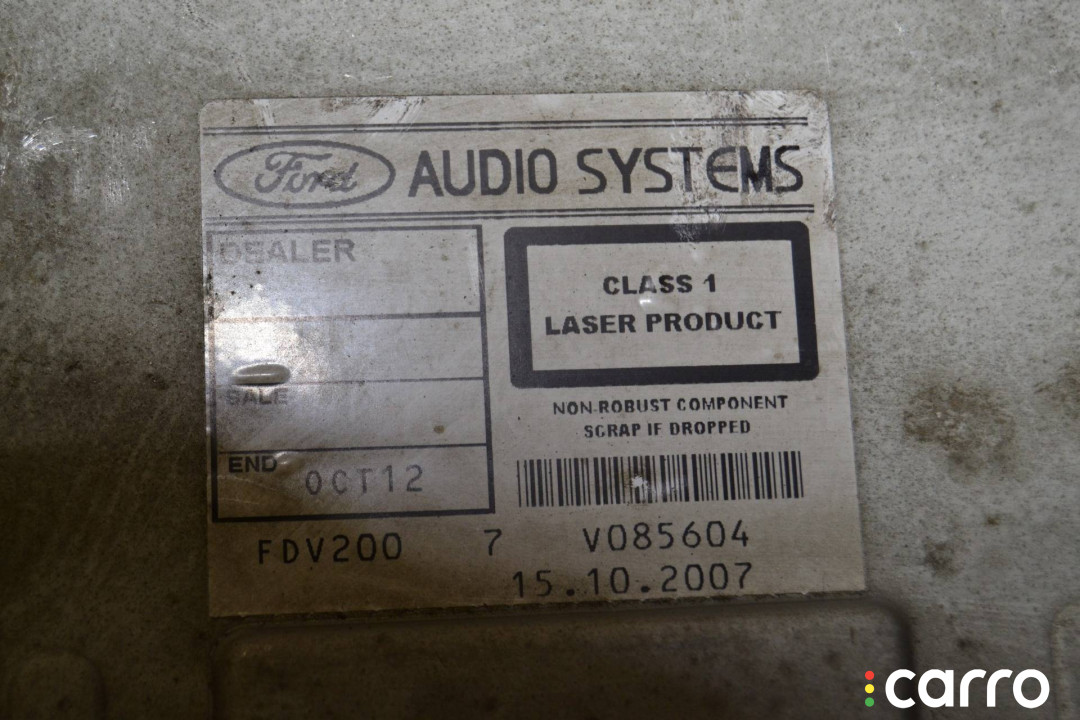 Ford AUDIO SYSTEMS
DEALER
SALE
END OCT12
CLASS 1
LASER PRODUCT
NON-ROBUST COMPONENT
SCRAP IF DROPPED
FDV200 7 V085604
15.10.2007
carro